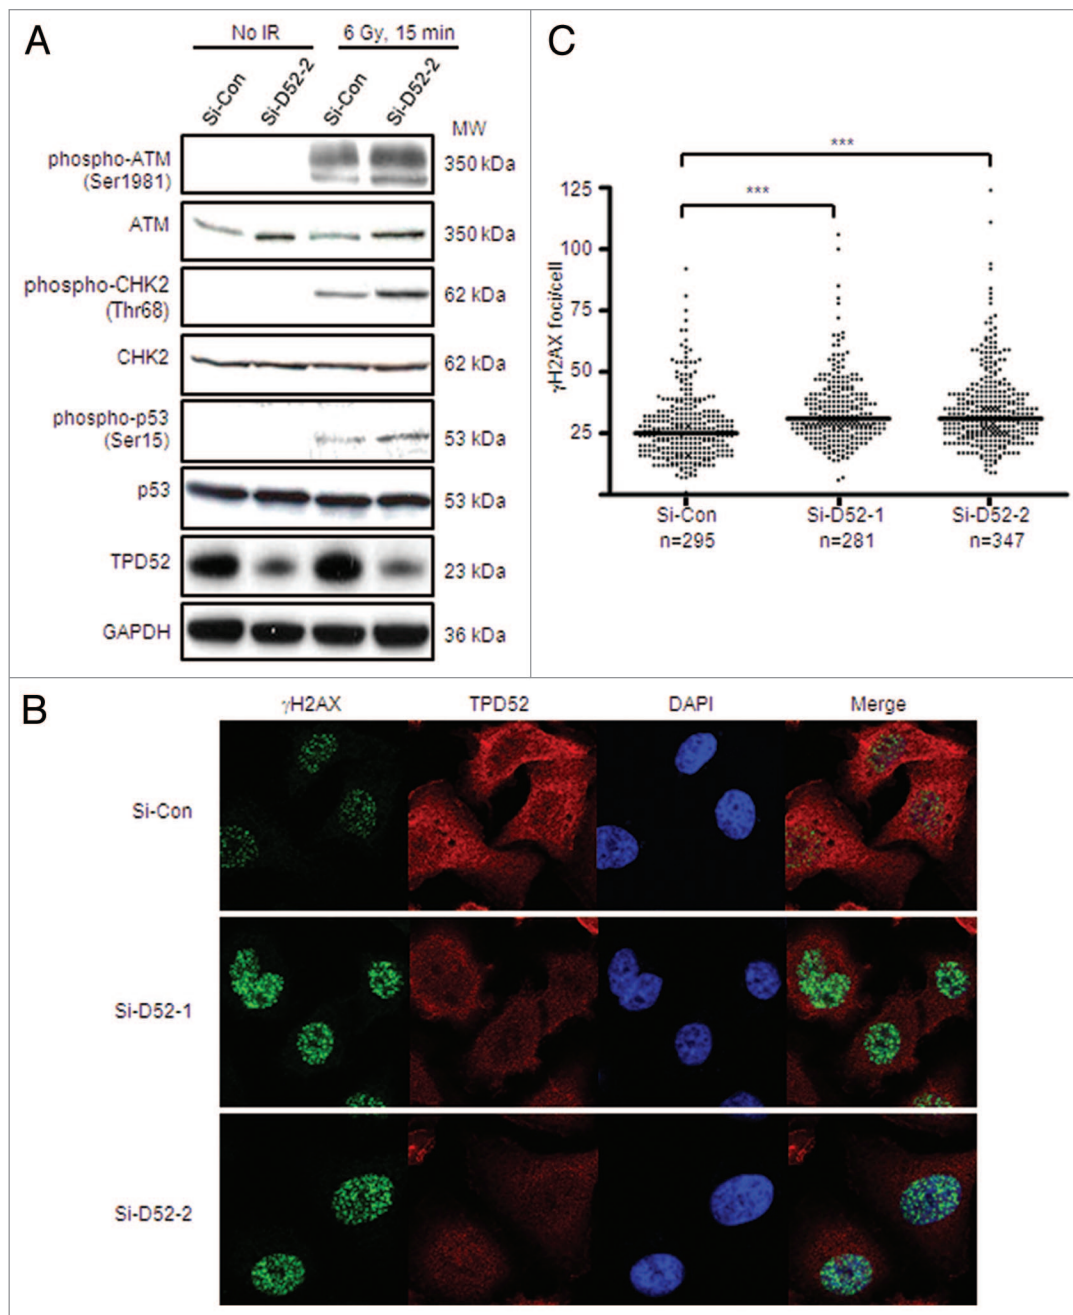 A
No IR
6 Gy, 15 min
Si-Con
Si-D52-2
Si-Con
Si-D52-2
MW
phospho-ATM
(Ser1981)
350 kDa
ATM
350 kDa
phospho-CHK2
(Thr68)
62 kDa
CHK2
62 kDa
phospho-p53
(Ser15)
53 kDa
p53
53 kDa
TPD52
23 kDa
GAPDH
36 kDa
C
***
***
γH2AX foci/cell
125
100
75
50
25
Si-Con
n=295
Si-D52-1
n=281
Si-D52-2
n=347
B
γH2AX
TPD52
DAPI
Merge
Si-Con
Si-D52-1
Si-D52-2